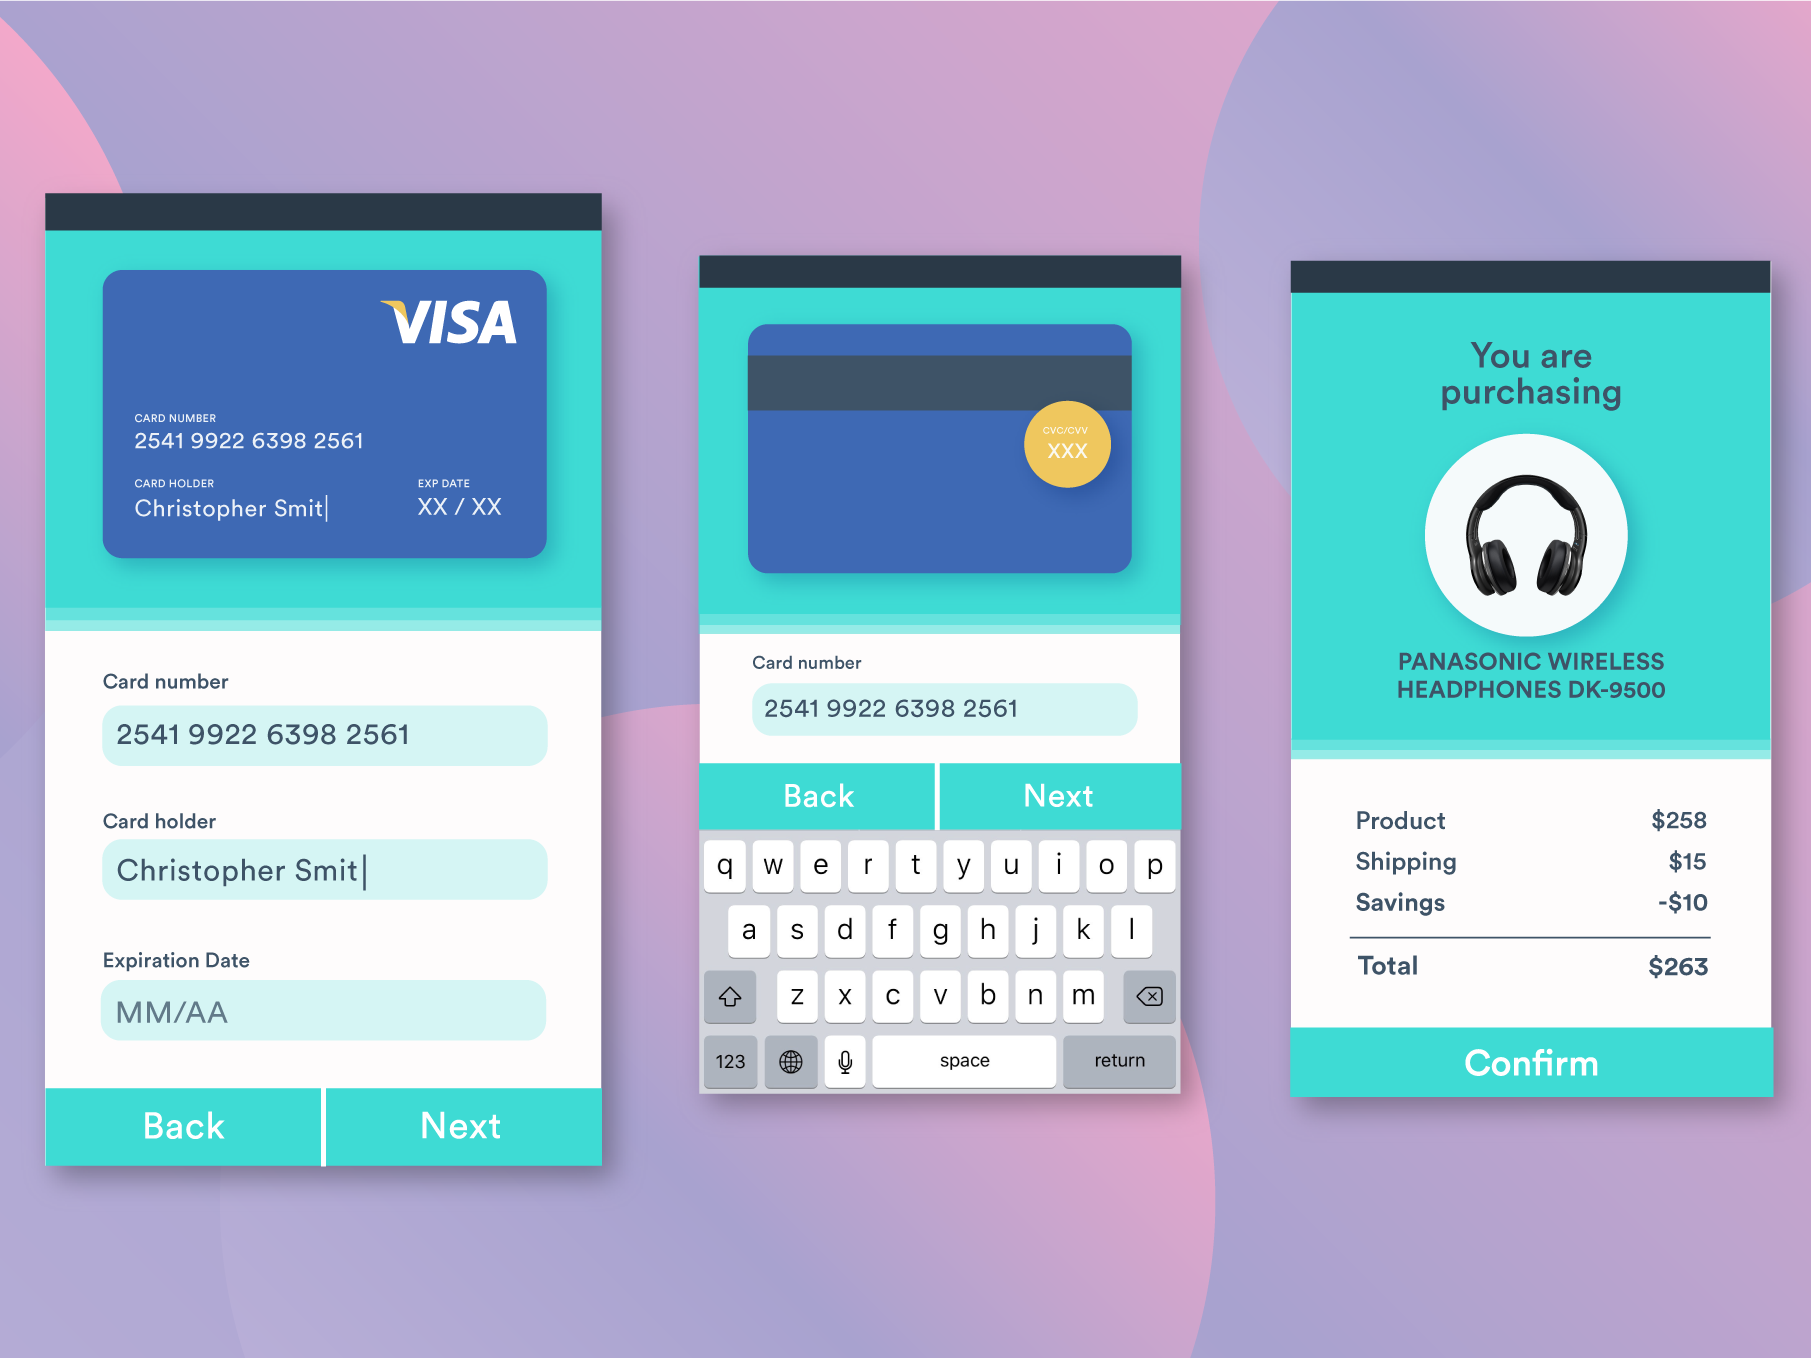 VISA
CARD NUMBER
2541 9922 6398 2561
CARD HOLDER
Christopher Smit
EXP DATE
XX / XX
Card number
2541 9922 6398 2561
Card holder
Christopher Smit
Expiration Date
MM/AA
Back
Next
CVC/CVV
XXX
Card number
2541 9922 6398 2561
Back
Next
q w e r t y u i o p
a s d f g h j k l
z x c v b n m
123
space
return
You are
purchasing
PANASONIC WIRELESS
HEADPHONES DK-9500
Product $258
Shipping $15
Savings -$10
Total $263
Confirm